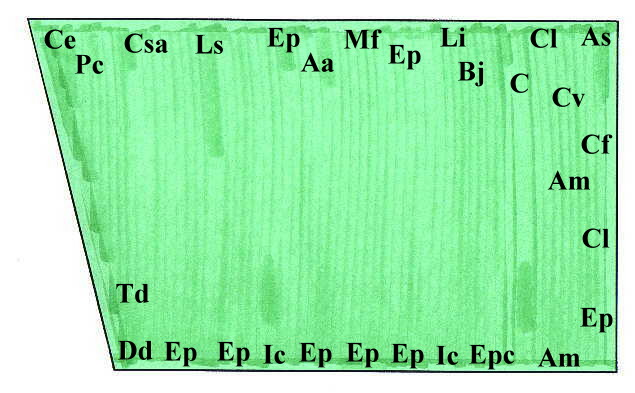 Ce Csa Ls Ep Mf Li Cl As
Pc Aa Ep Bj C Cv
Cf
Am
Cl
Td
Ep
Dd Ep Ep Ic Ep Ep Ep Ic Epc Am